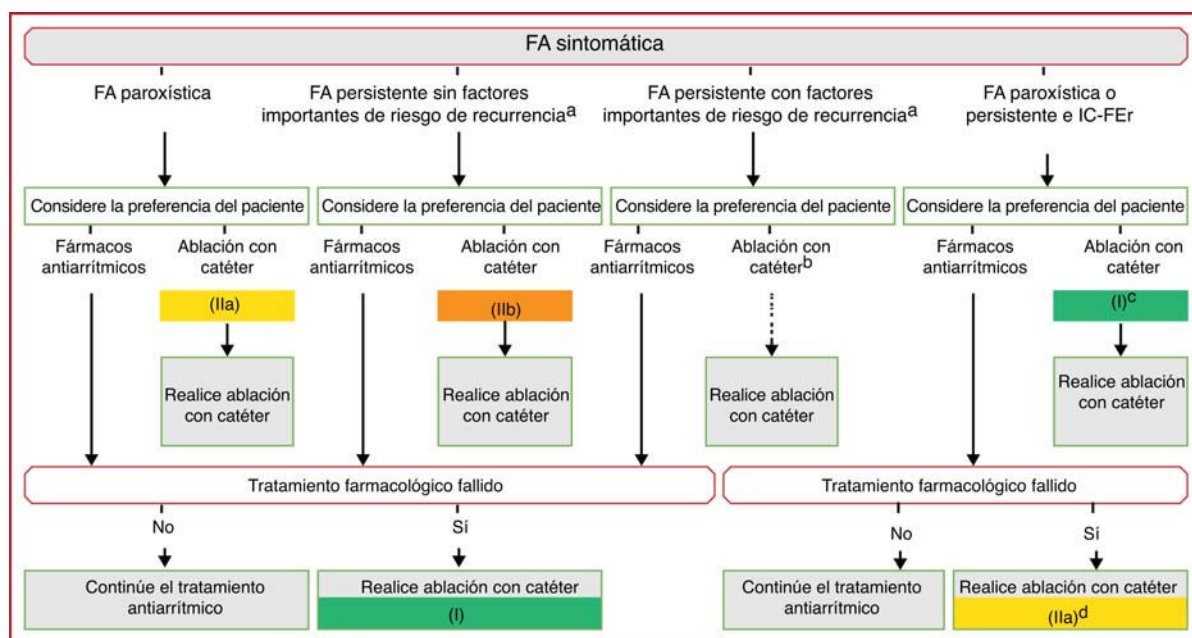 FA sintomática
FA paroxística
FA persistente sin factores
importantes de riesgo de recurrenciaa
FA persistente con factores
importantes de riesgo de recurrenciaa
FA paroxística o
persistente e IC-FEr
Considere la preferencia del paciente
Considere la preferencia del paciente
Considere la preferencia del paciente
Considere la preferencia del paciente
Fármacos
antiarrítmicos
Ablación con
catéter
Fármacos
antiarrítmicos
Ablación con
catéter
Fármacos
antiarrítmicos
Ablación con
catéterb
Fármacos
antiarrítmicos
Ablación con
catéter
(IIa)
(IIb)
(I)c
Realice ablación
con catéter
Realice ablación
con catéter
Realice ablación
con catéter
Realice ablación
con catéter
Tratamiento farmacológico fallido
Tratamiento farmacológico fallido
No
Sí
No
Sí
Continúe el tratamiento
antiarrítmico
Realice ablación con catéter
(I)
Continúe el tratamiento
antiarrítmico
Realice ablación con catéter
(IIa)d